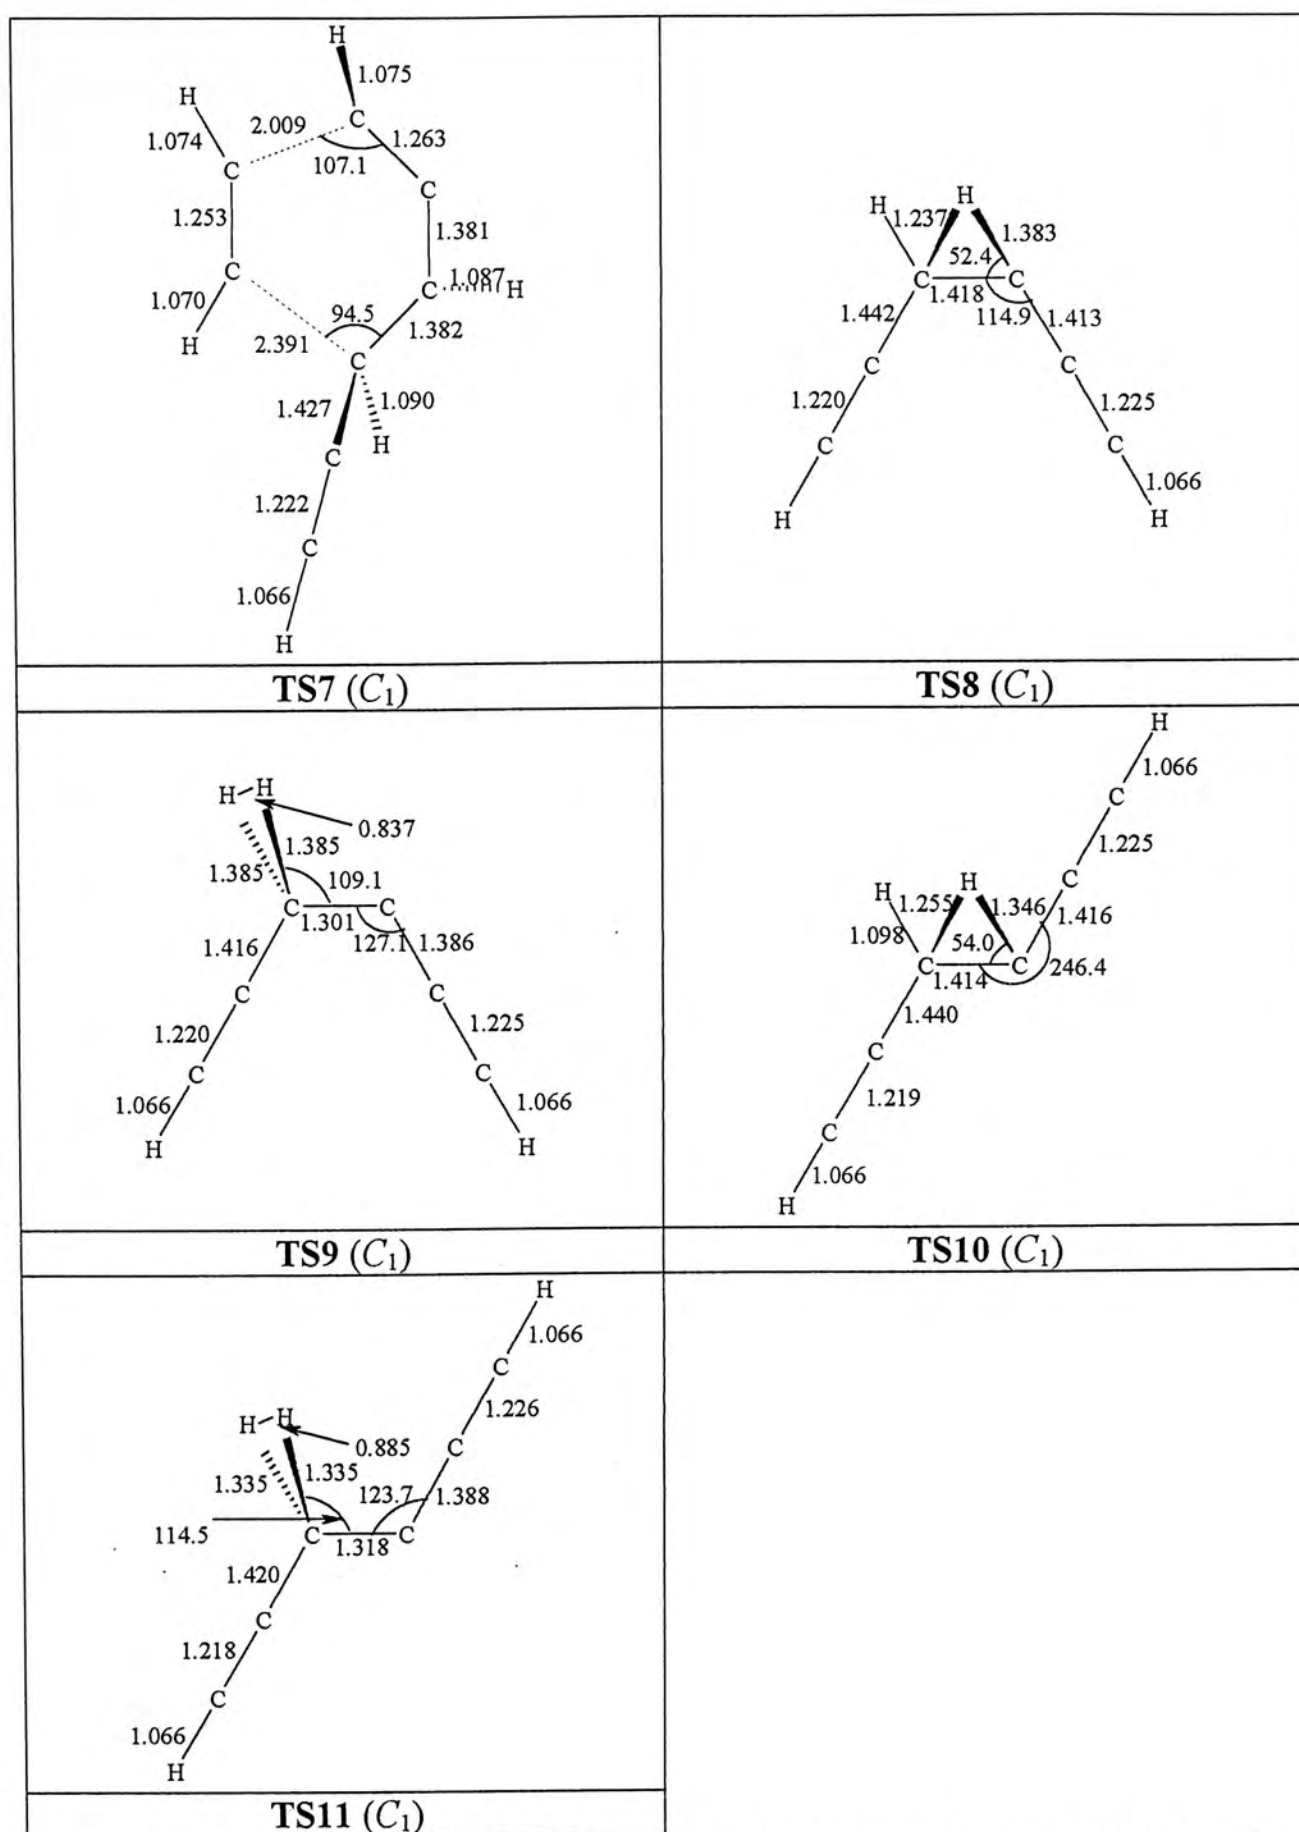 H
1.075
H
2.009
C
1.263
1.074
107.1
C
C
1.253
1.381
C
1.087
C
H
1.070
94.5
1.382
H
2.391
C
1.427
1.090
H
C
1.222
C
1.066
H
TS7 (C₁)
H
H
1.237
1.383
52.4
C
C
1.418
114.9
1.442
1.413
C
C
1.220
1.225
C
C
1.066
H
H
TS8 (C₁)
H
H
0.837
1.385
1.385
109.1
C
C
1.301
127.1
1.416
1.386
C
C
1.220
1.225
C
C
1.066
1.066
H
H
TS9 (C₁)
H
1.066
C
1.225
H
H
C
1.255
1.346
1.416
1.098
54.0
C
C
246.4
1.414
1.440
C
1.219
C
1.066
H
TS10 (C₁)
H
1.066
C
1.226
H
H
0.885
C
1.335
1.335
123.7
1.388
114.5
C
C
1.318
1.420
C
1.218
C
1.066
H
TS11 (C₁)